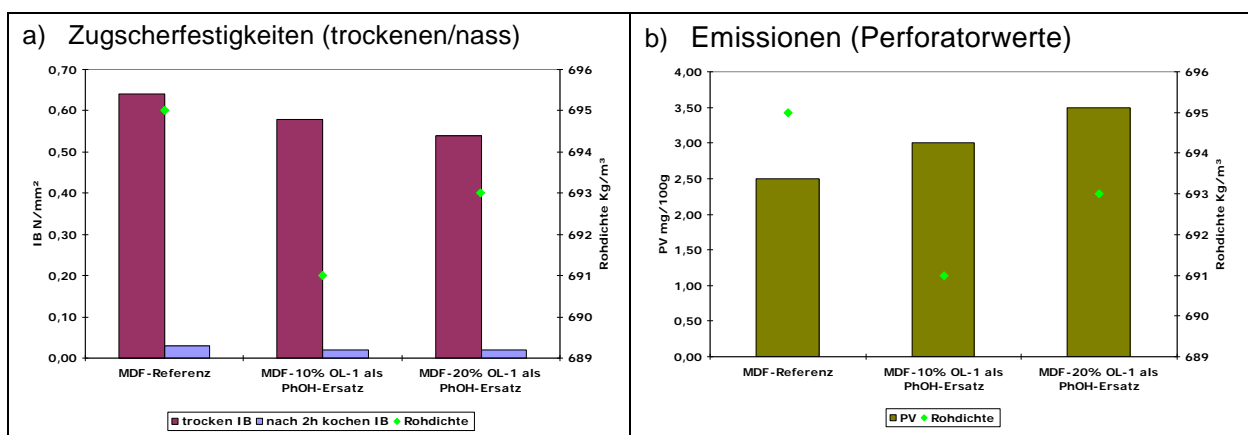 a) Zugscherfestigkeiten (trockenen/nass)
0,70
0,60
0,50
0,40
0,30
0,20
0,10
0,00
IB N/mm²
696
695
694
693
692
691
690
689
Rohdichte Kg/m³
MDF-Referenz
MDF-10% OL-1 als
PhOH-Ersatz
MDF-20% OL-1 als
PhOH-Ersatz
trocken IB
nach 2h kochen IB
Rohdichte
b) Emissionen (Perforatorwerte)
4,00
3,50
3,00
2,50
2,00
1,50
1,00
0,50
0,00
PV mg/100g
696
695
694
693
692
691
690
689
Rohdichte Kg/m³
MDF-Referenz
MDF-10% OL-1 als
PhOH-Ersatz
MDF-20% OL-1 als
PhOH-Ersatz
PV
Rohdichte